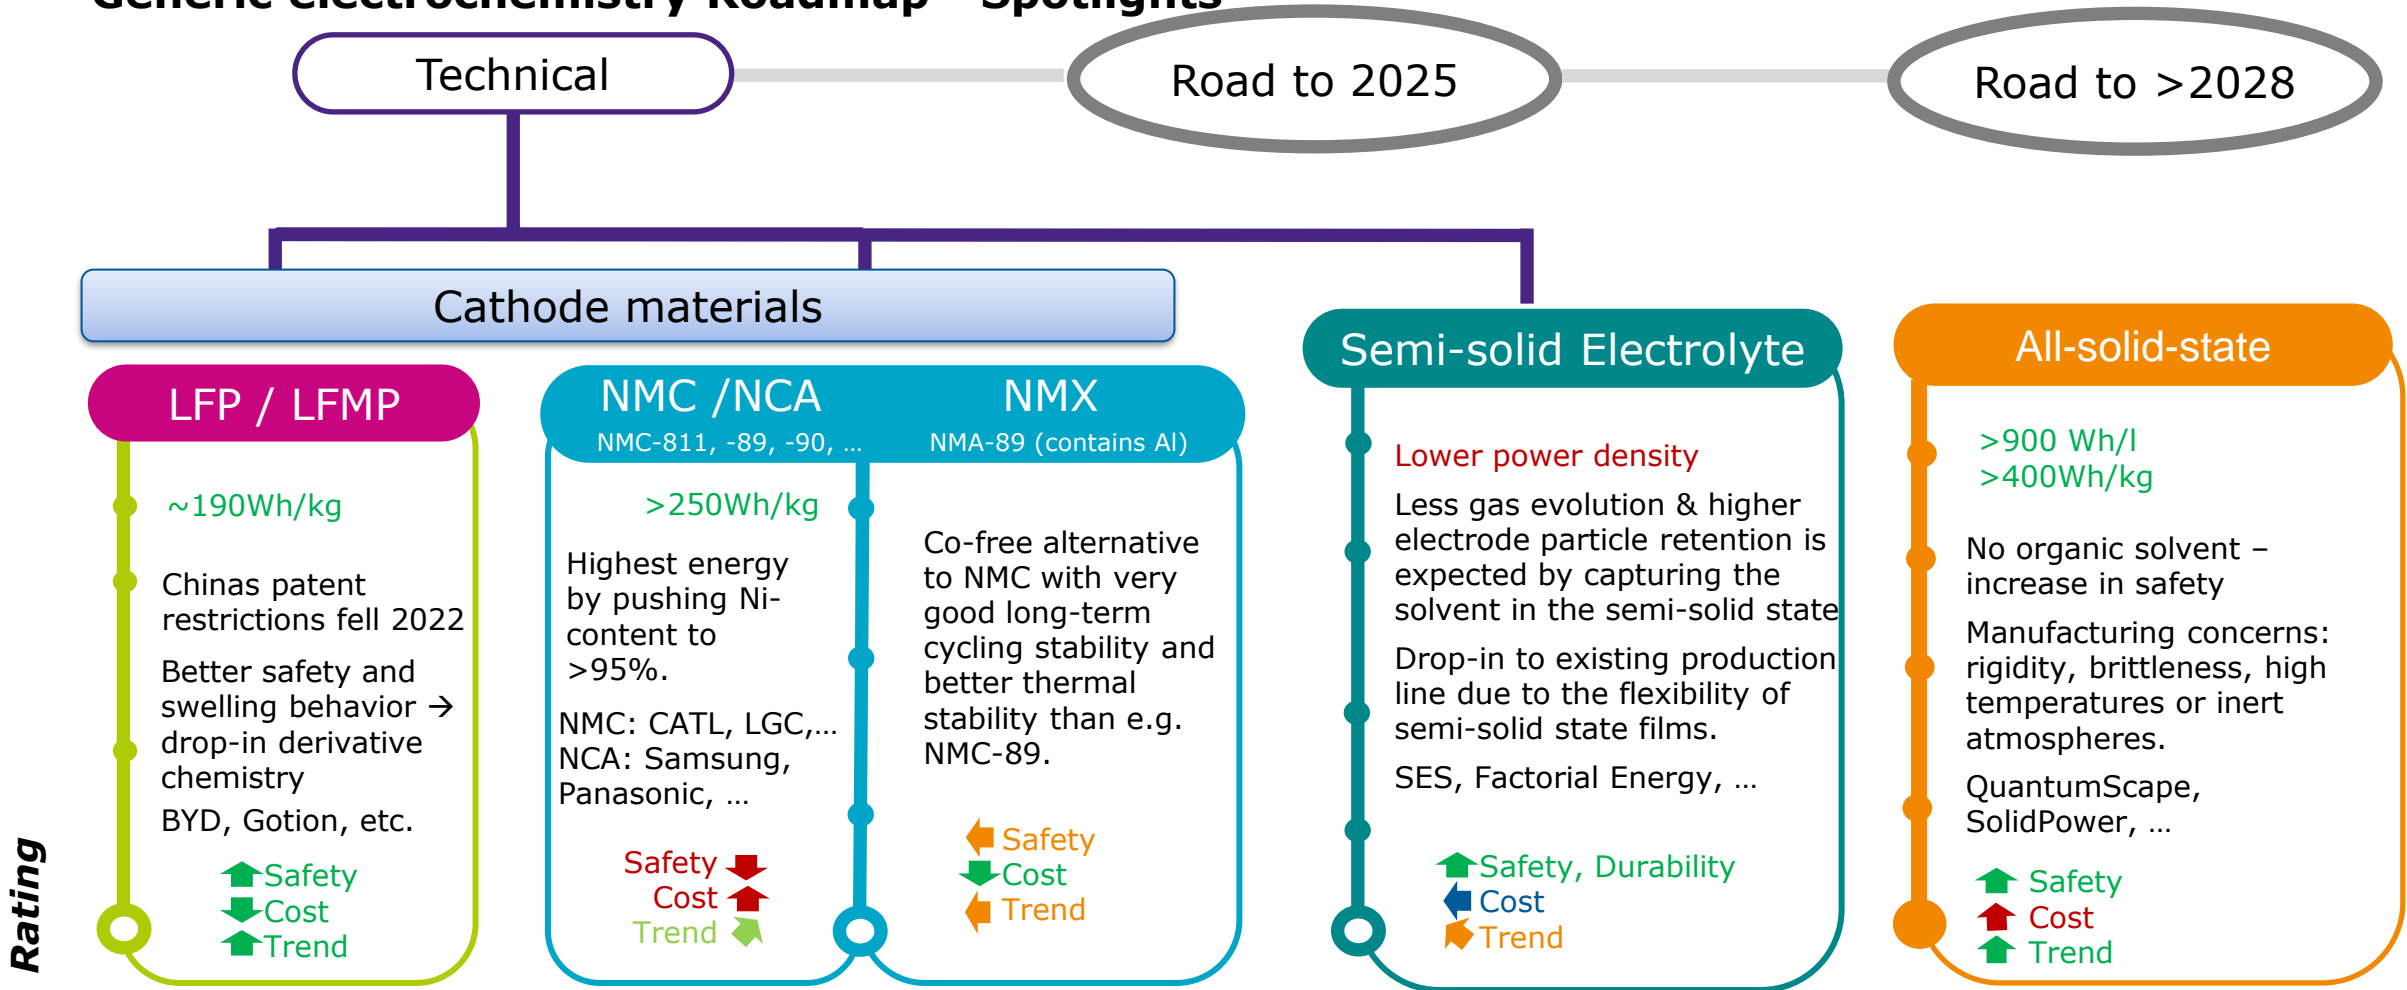 Generic electrochemistry Roadmap - Spotlights
Technical
Road to 2025
Road to >2028
Cathode materials
LFP / LFMP
~190Wh/kg
Chinas patent
restrictions fell 2022
Better safety and
swelling behavior →
drop-in derivative
chemistry
BYD, Gotion, etc.
Safety
Cost
Trend
NMC /NCA
NMC-811, -89, -90, …
>250Wh/kg
Highest energy
by pushing Ni-
content to
>95%.
NMC: CATL, LGC,…
NCA: Samsung,
Panasonic, …
Safety
Cost
Trend
NMX
NMA-89 (contains Al)
Co-free alternative
to NMC with very
good long-term
cycling stability and
better thermal
stability than e.g.
NMC-89.
Safety
Cost
Trend
Semi-solid Electrolyte
Lower power density
Less gas evolution & higher
electrode particle retention is
expected by capturing the
solvent in the semi-solid state
Drop-in to existing production
line due to the flexibility of
semi-solid state films.
SES, Factorial Energy, …
Safety, Durability
Cost
Trend
All-solid-state
>900 Wh/l
>400Wh/kg
No organic solvent –
increase in safety
Manufacturing concerns:
rigidity, brittleness, high
temperatures or inert
atmospheres.
QuantumScape,
SolidPower, …
Safety
Cost
Trend
Rating